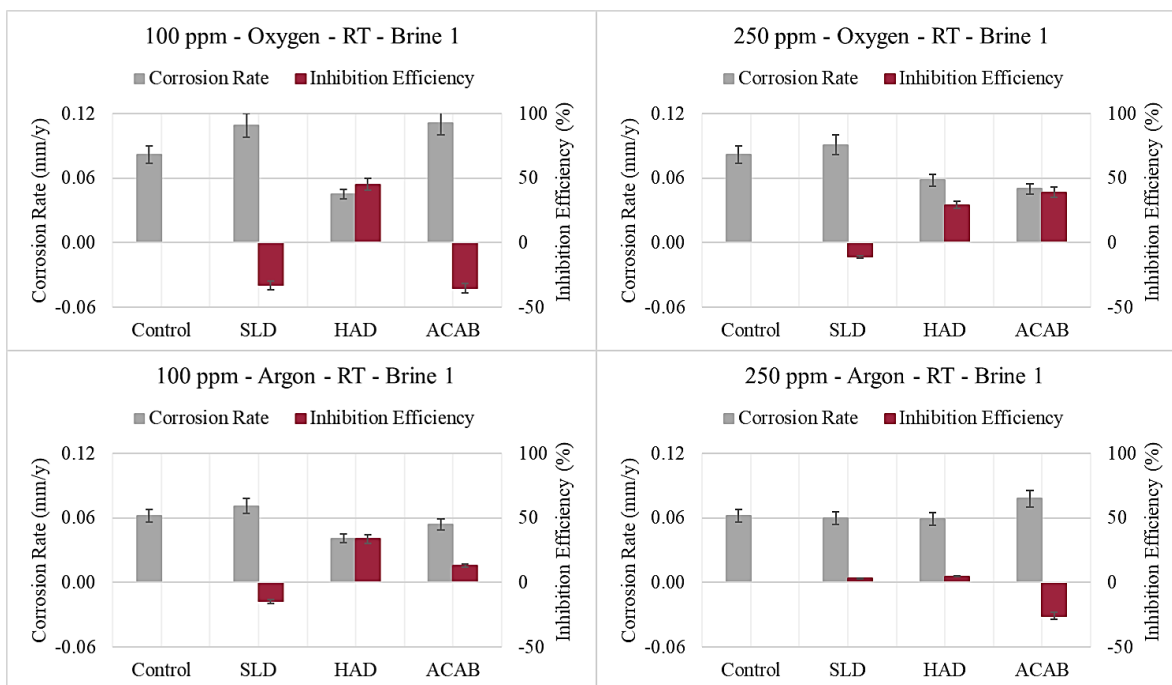 100 ppm - Oxygen - RT - Brine 1
Corrosion Rate Inhibition Efficiency
Corrosion Rate (mm/y)
0.12
0.06
0.00
-0.06
100
50
0
-50
Inhibition Efficiency (%)
Control SLD HAD ACAB
250 ppm - Oxygen - RT - Brine 1
Corrosion Rate Inhibition Efficiency
Corrosion Rate (mm/y)
0.12
0.06
0.00
-0.06
100
50
0
-50
Inhibition Efficiency (%)
Control SLD HAD ACAB
100 ppm - Argon - RT - Brine 1
Corrosion Rate Inhibition Efficiency
Corrosion Rate (mm/y)
0.12
0.06
0.00
-0.06
100
50
0
-50
Inhibition Efficiency (%)
Control SLD HAD ACAB
250 ppm - Argon - RT - Brine 1
Corrosion Rate Inhibition Efficiency
Corrosion Rate (mm/y)
0.12
0.06
0.00
-0.06
100
50
0
-50
Inhibition Efficiency (%)
Control SLD HAD ACAB